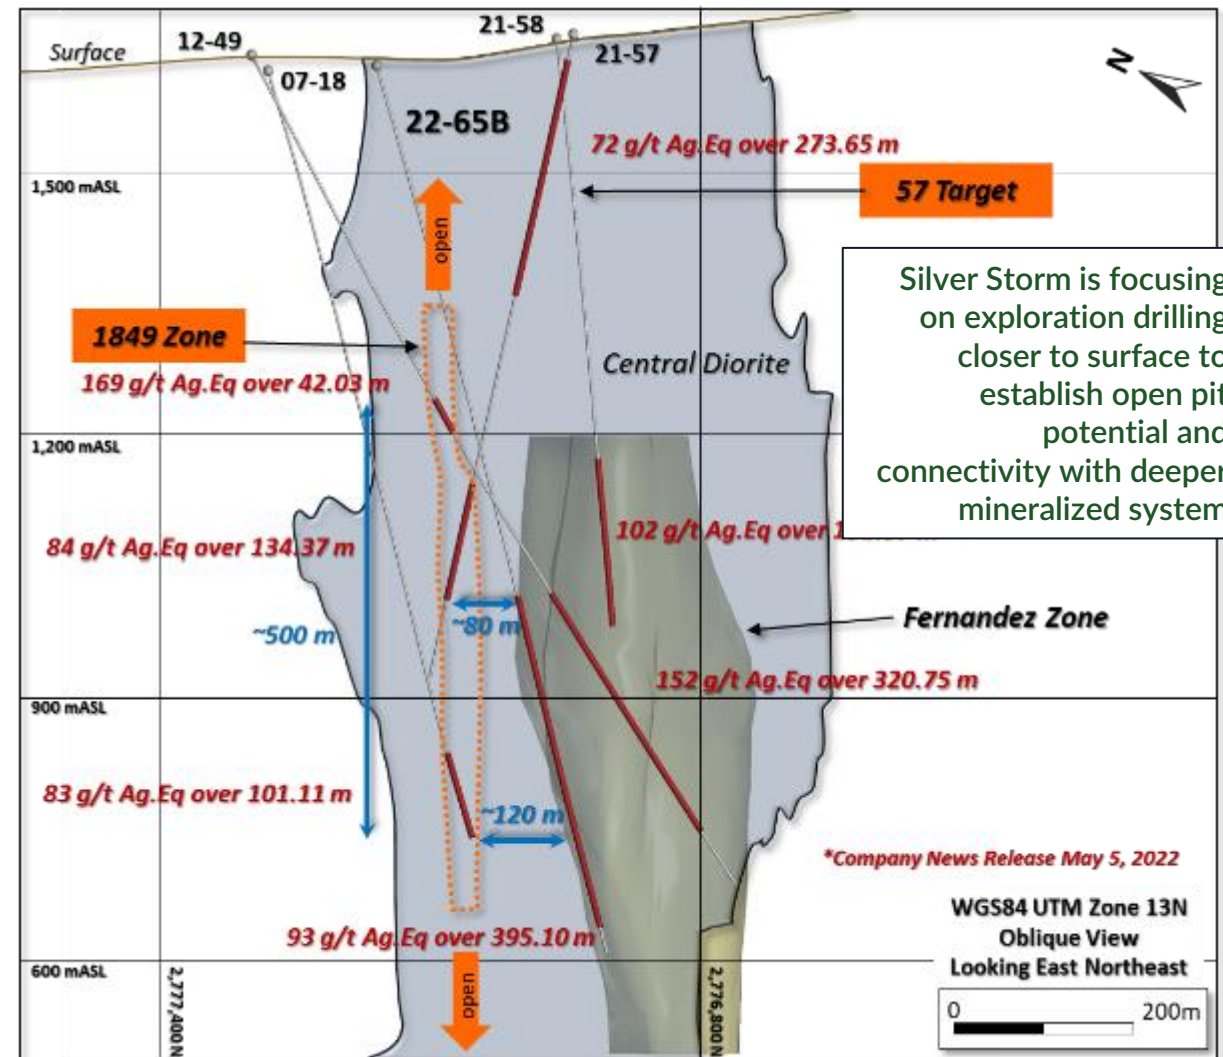 Surface
12-49
07-18
21-58
21-57
22-65B
N
72 g/t Ag.Eq over 273.65 m
1,500 mASL
57 Target
open
Silver Storm is focusing
on exploration drilling
closer to surface to
establish open pit
potential and
connectivity with deeper
mineralized system
1849 Zone
Central Diorite
169 g/t Ag.Eq over 42.03 m
1,200 mASL
102 g/t Ag.Eq over
84 g/t Ag.Eq over 134.37 m
~80 m
~500 m
Fernandez Zone
152 g/t Ag.Eq over 320.75 m
900 mASL
83 g/t Ag.Eq over 101.11 m
~120 m
*Company News Release May 5, 2022
93 g/t Ag.Eq over 395.10 m
WGS84 UTM Zone 13N
Oblique View
Looking East Northeast
600 mASL
2,777,400 N
open
2,776,800 N
0 200m